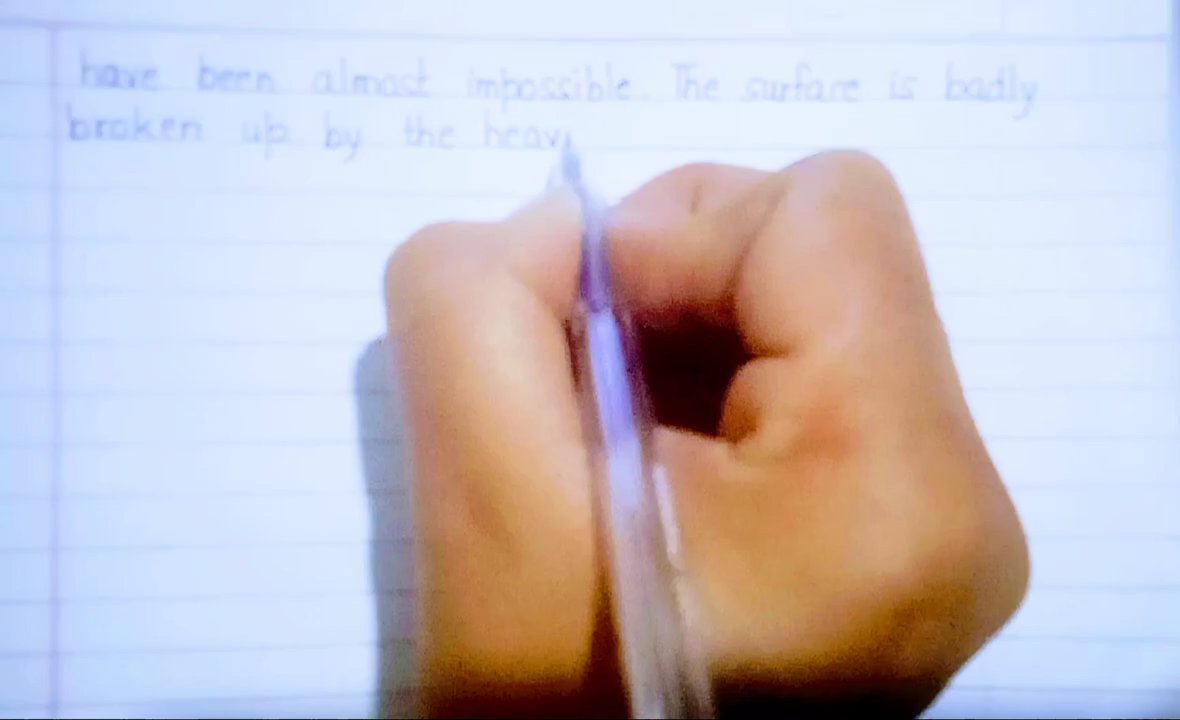 have been almost impossible. The surface is badly
broken up by the heav